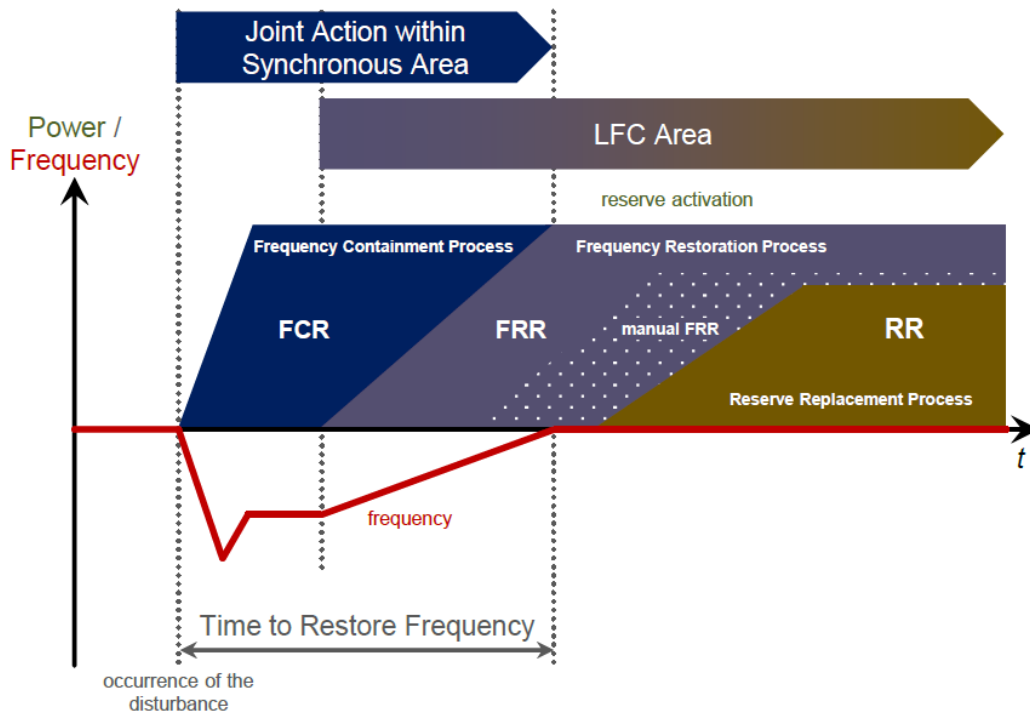 Joint Action within
Synchronous Area
LFC Area
Power /
Frequency
reserve activation
Frequency Containment Process
Frequency Restoration Process
FCR
FRR
manual FRR
RR
Reserve Replacement Process
t
frequency
Time to Restore Frequency
occurrence of the
disturbance